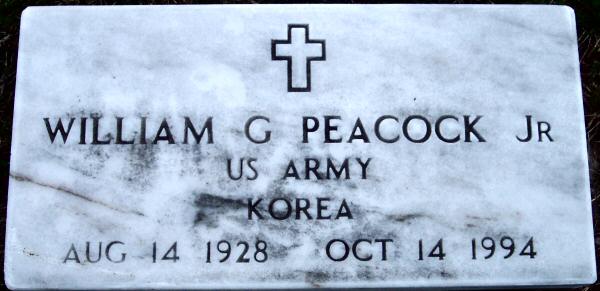 WILLIAM G PEACOCK JR
US ARMY
KOREA
AUG 14 1928 OCT 14 1994